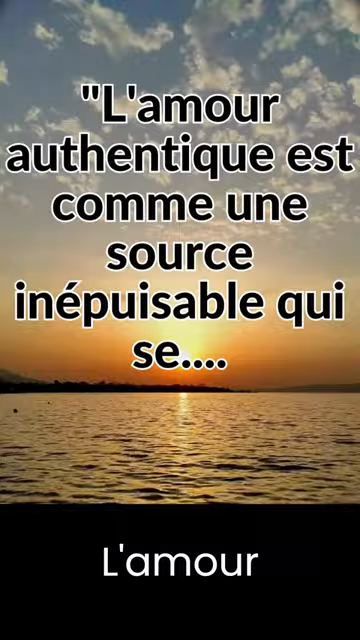 "L'amour
authentique est
comme une
source
inépuisable qui
se....
L'amour